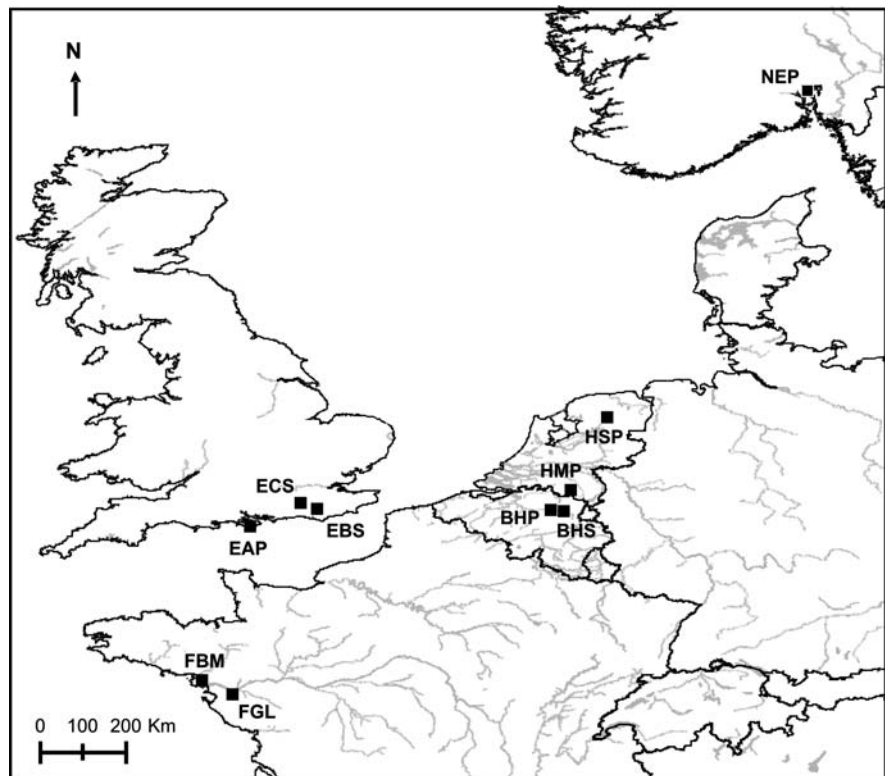 N
NEP
HSP
HMP
ECS
BHP
EBS
BHS
EAP
FBM
FGL
0 100 200 Km